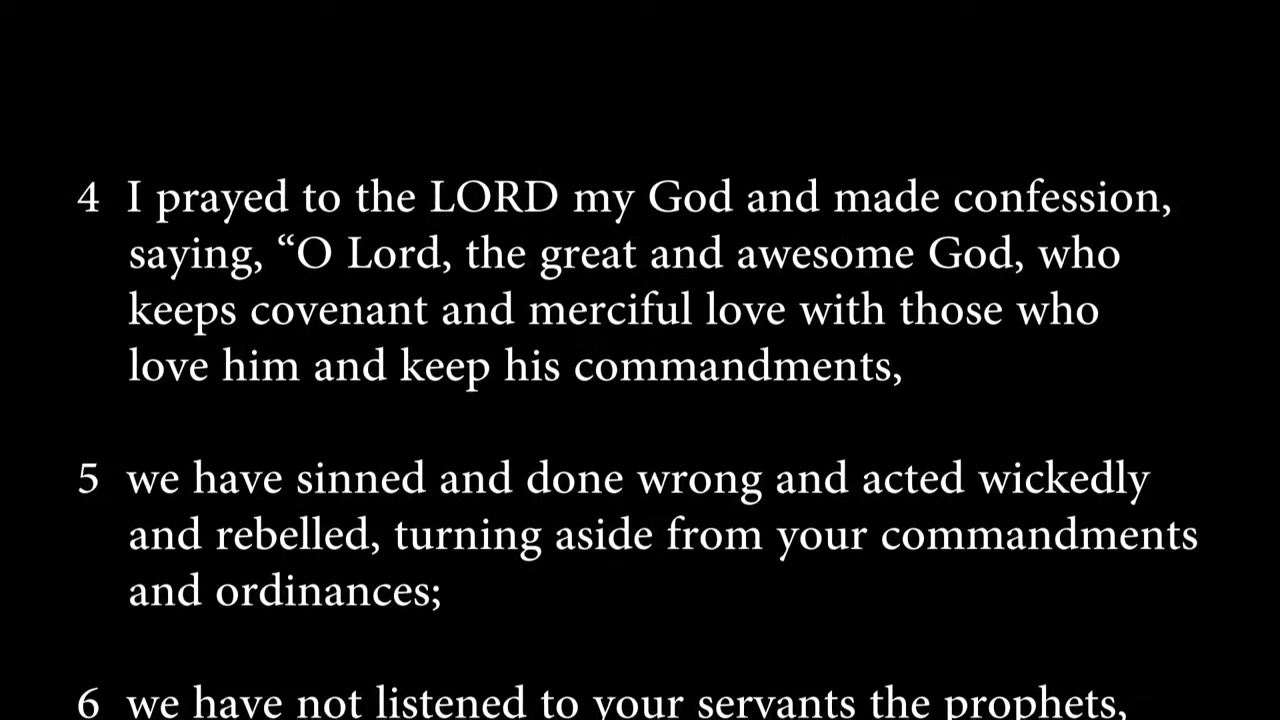 4 I prayed to the LORD my God and made confession,
saying, “O Lord, the great and awesome God, who
keeps covenant and merciful love with those who
love him and keep his commandments,
5 we have sinned and done wrong and acted wickedly
and rebelled, turning aside from your commandments
and ordinances;
6 we have not listened to your servants the prophets,